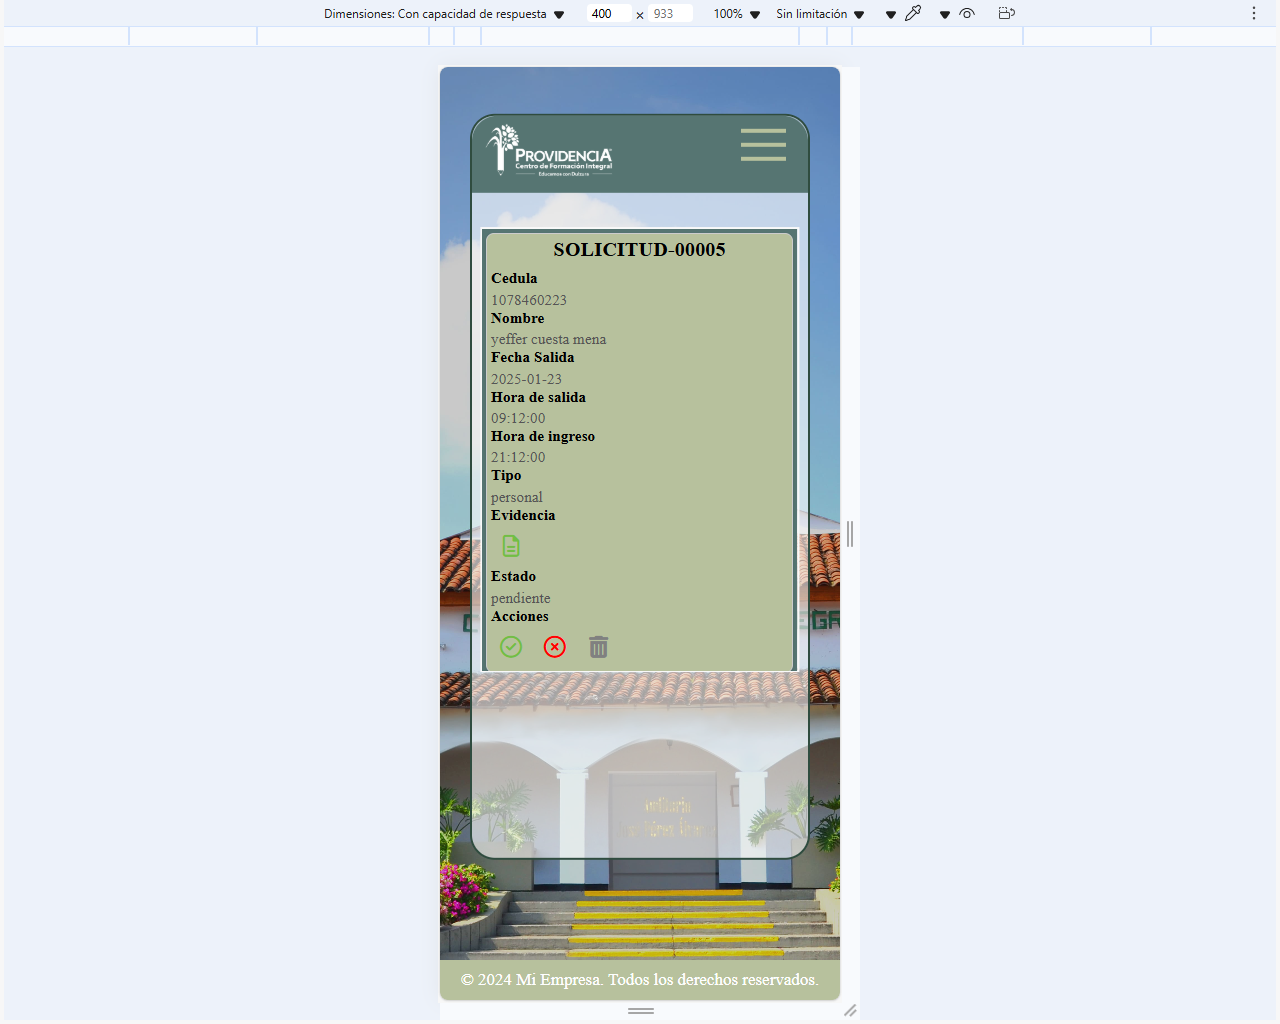 Dimensiones: Con capacidad de respuesta 400 × 933 100% Sin limitación
PROVIDENCIA
Centro de Formación Integral
Educamos con Dulzura
SOLICITUD-00005
Cedula
1078460223
Nombre
yeffer cuesta mena
Fecha Salida
2025-01-23
Hora de salida
09:12:00
Hora de ingreso
21:12:00
Tipo
personal
Evidencia
Estado
pendiente
Acciones
© 2024 Mi Empresa. Todos los derechos reservados.